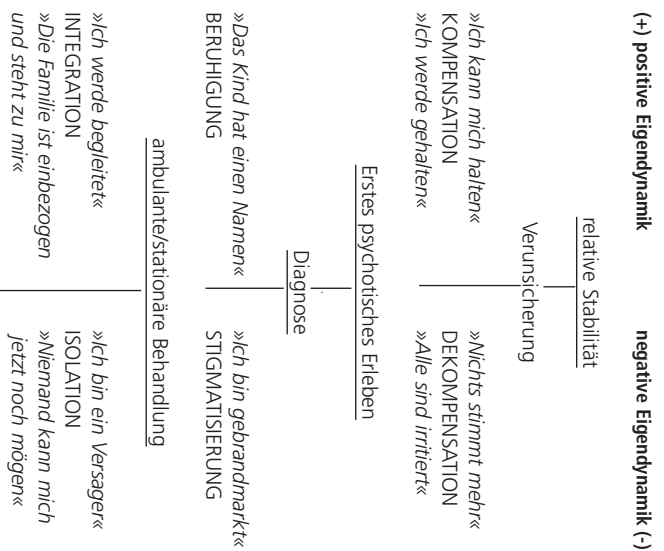 (+) positive Eigendynamik negative Eigendynamik (-)
relative Stabilität
Verunsicherung
»Ich kann mich halten« »Nichts stimmt mehr«
KOMPENSATION DEKOMPENSATION
»Ich werde gehalten« »Alle sind irritiert«
Erstes psychotisches Erleben
Diagnose
»Das Kind hat einen Namen« »Ich bin gebrandmarkt«
BERUHIGUNG STIGMATISIERUNG
ambulante/stationäre Behandlung
»Ich werde begleitet« »Ich bin ein Versager«
INTEGRATION ISOLATION
»Die Familie ist einbezogen »Niemand kann mich
und steht zu mir« jetzt noch mögen«